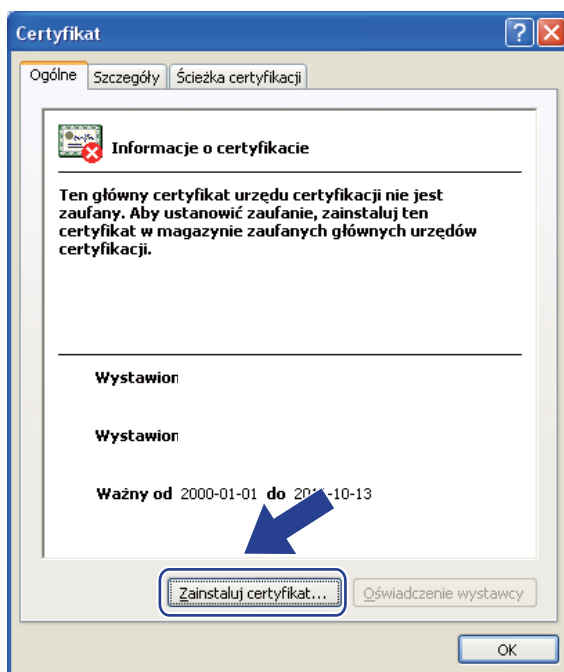 Certyfikat
Ogólne Szczegóły Ścieżka certyfikacji
Informacje o certyfikacie
Ten główny certyfikat urzędu certyfikacji nie jest
zaufany. Aby ustanowić zaufanie, zainstaluj ten
certyfikat w magazynie zaufanych głównych urzędów
certyfikacji.
Wystawion
Wystawion
Ważny od 2000-01-01 do
Zainstaluj certyfikat... Oświadczenie wystawcy
OK